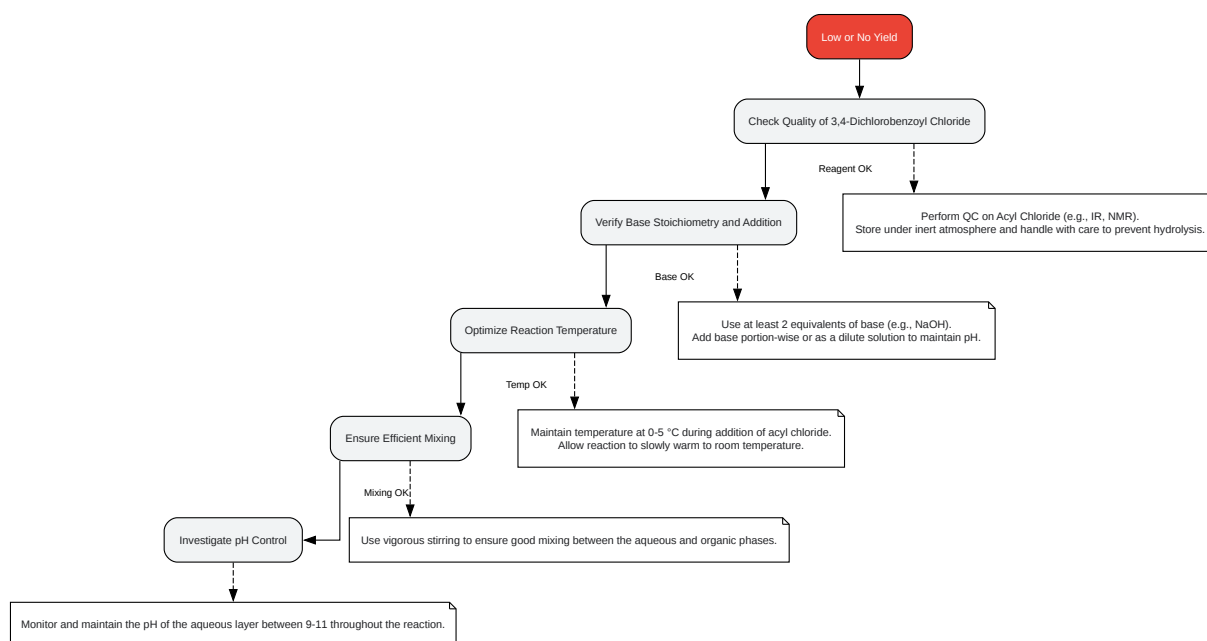 Low or No Yield
Check Quality of 3,4-Dichlorobenzoyl Chloride
Reagent OK
Perform QC on Acyl Chloride (e.g., IR, NMR).
Store under inert atmosphere and handle with care to prevent hydrolysis.
Verify Base Stoichiometry and Addition
Base OK
Use at least 2 equivalents of base (e.g., NaOH).
Add base portion-wise or as a dilute solution to maintain pH.
Optimize Reaction Temperature
Temp OK
Maintain temperature at 0-5 °C during addition of acyl chloride.
Allow reaction to slowly warm to room temperature.
Ensure Efficient Mixing
Mixing OK
Use vigorous stirring to ensure good mixing between the aqueous and organic phases.
Investigate pH Control
Monitor and maintain the pH of the aqueous layer between 9-11 throughout the reaction.